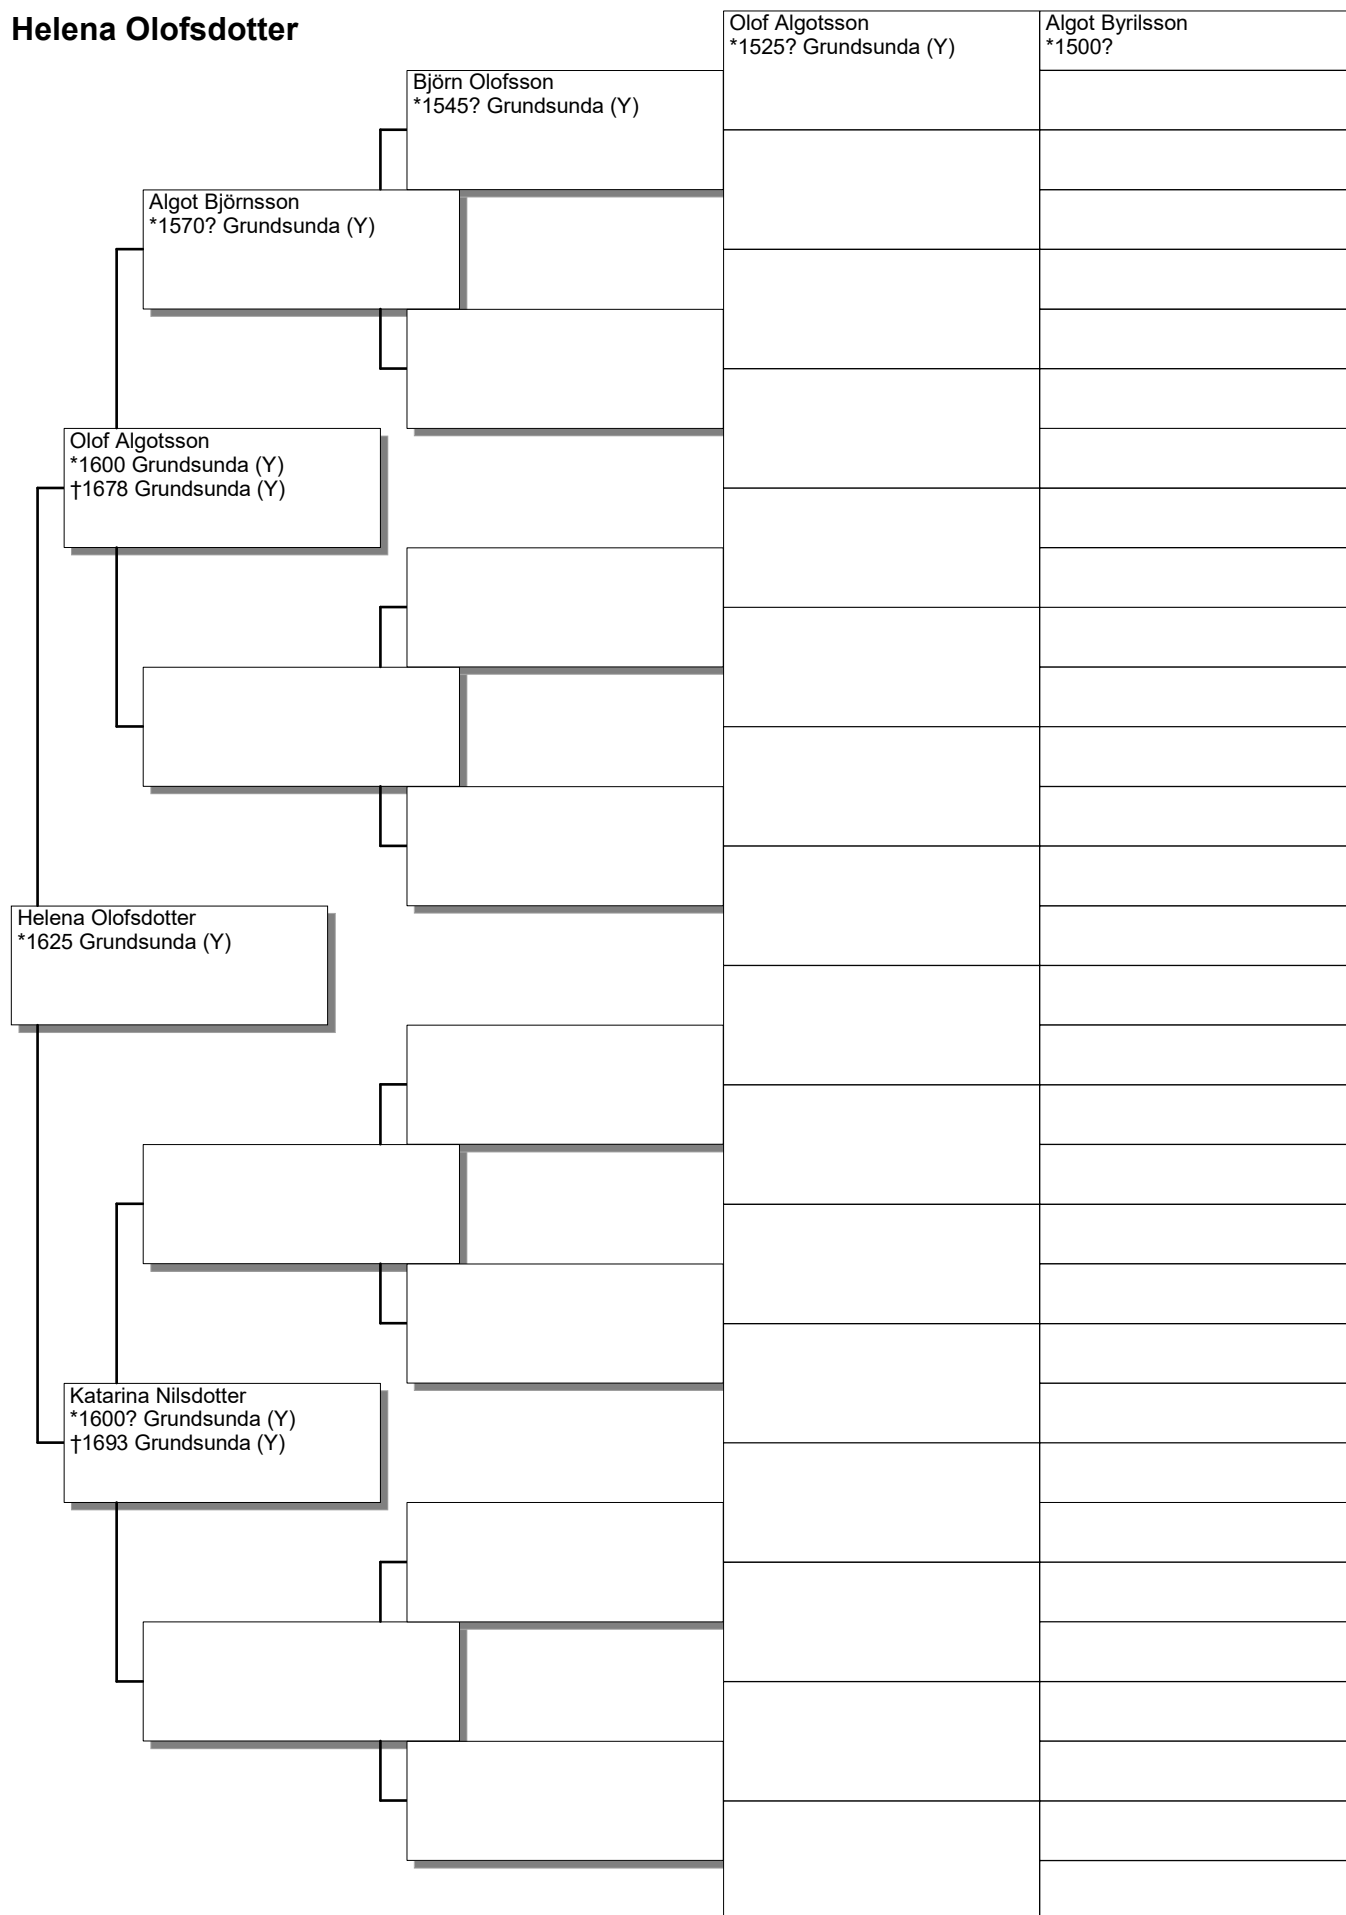 Helena Olofsdotter
Olof Algotsson
*1525? Grundsunda (Y)
Algot Byrilsson
*1500?
Björn Olofsson
*1545? Grundsunda (Y)
Algot Björnsson
*1570? Grundsunda (Y)
Olof Algotsson
*1600 Grundsunda (Y)
†1678 Grundsunda (Y)
Helena Olofsdotter
*1625 Grundsunda (Y)
Katarina Nilsdotter
*1600? Grundsunda (Y)
†1693 Grundsunda (Y)